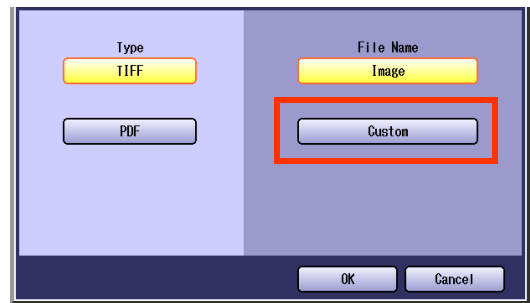 Type
File Name
TIFF
Image
PDF
Custom
OK
Cancel